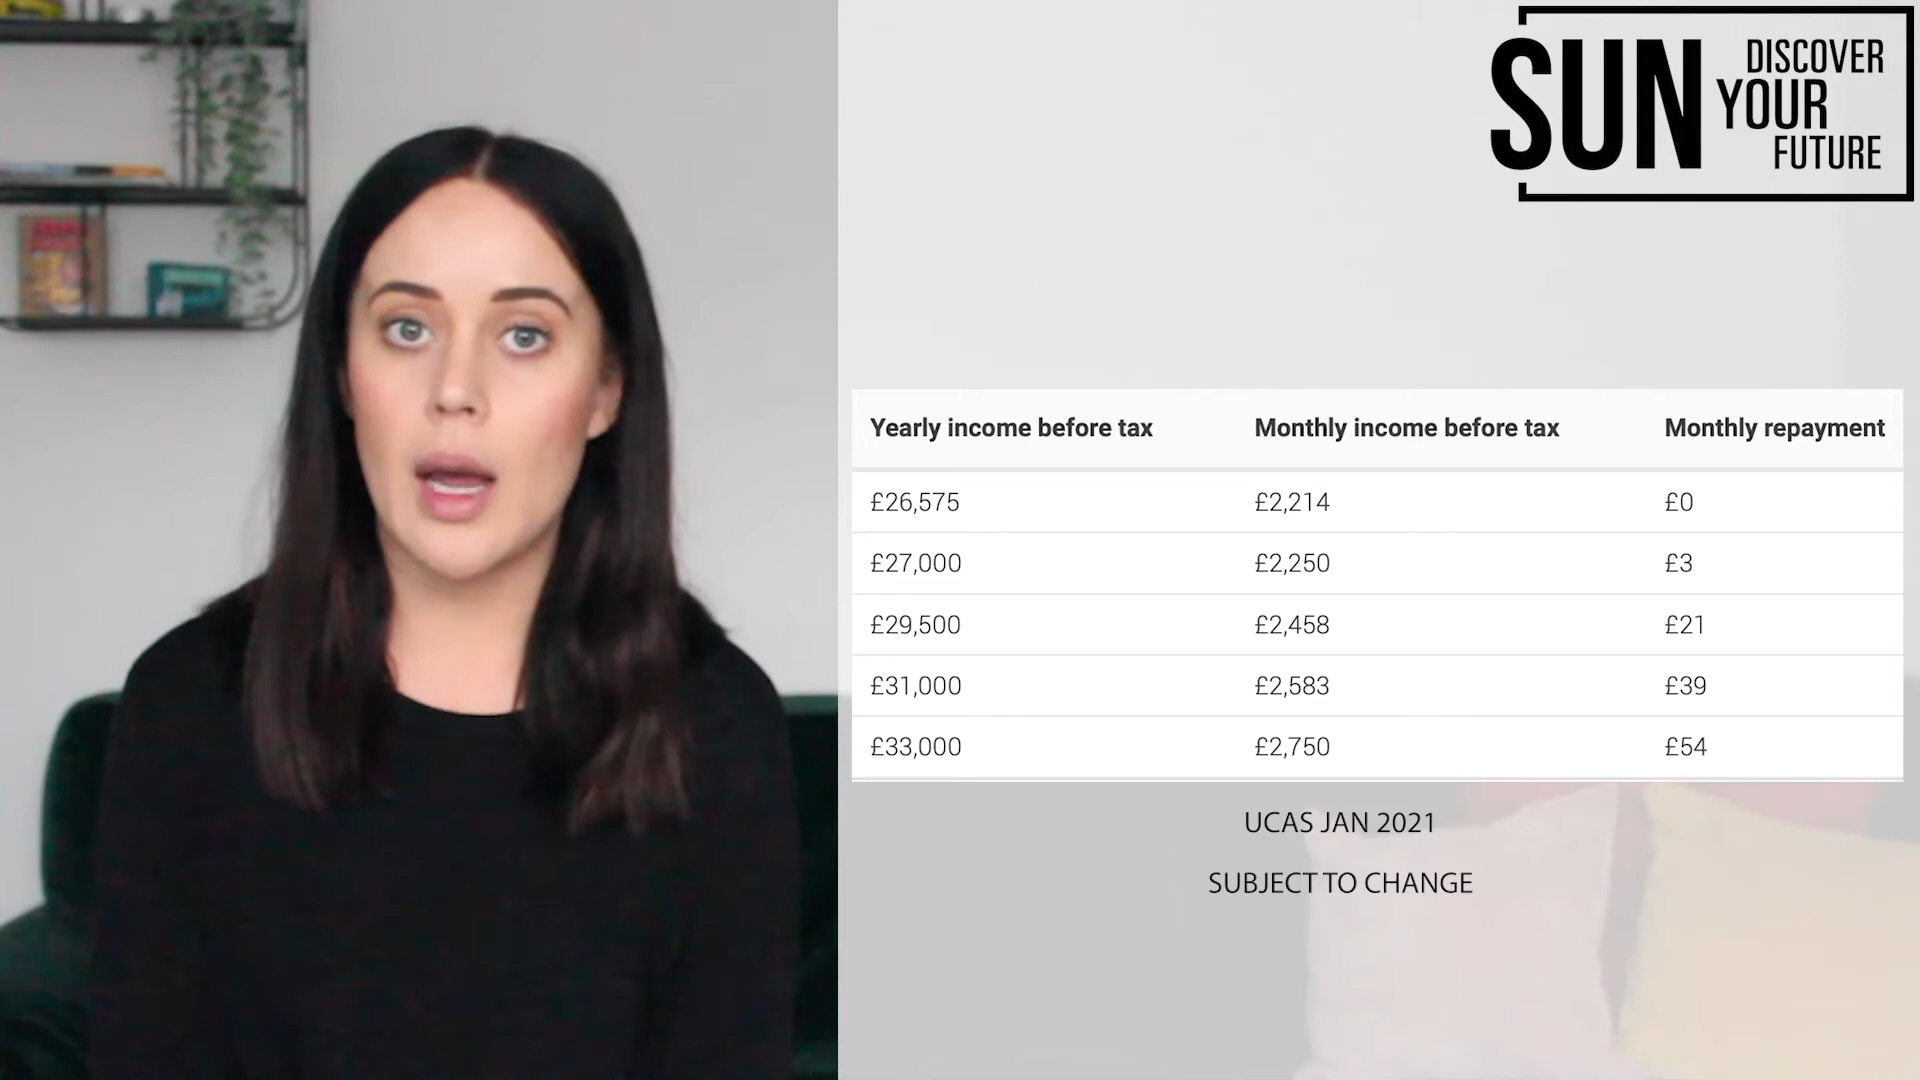 SUN DISCOVER
YOUR
FUTURE
Yearly income before tax Monthly income before tax Monthly repayment
£26,575 £2,214 £0
£27,000 £2,250 £3
£29,500 £2,458 £21
£31,000 £2,583 £39
£33,000 £2,750 £54
UCAS JAN 2021
SUBJECT TO CHANGE